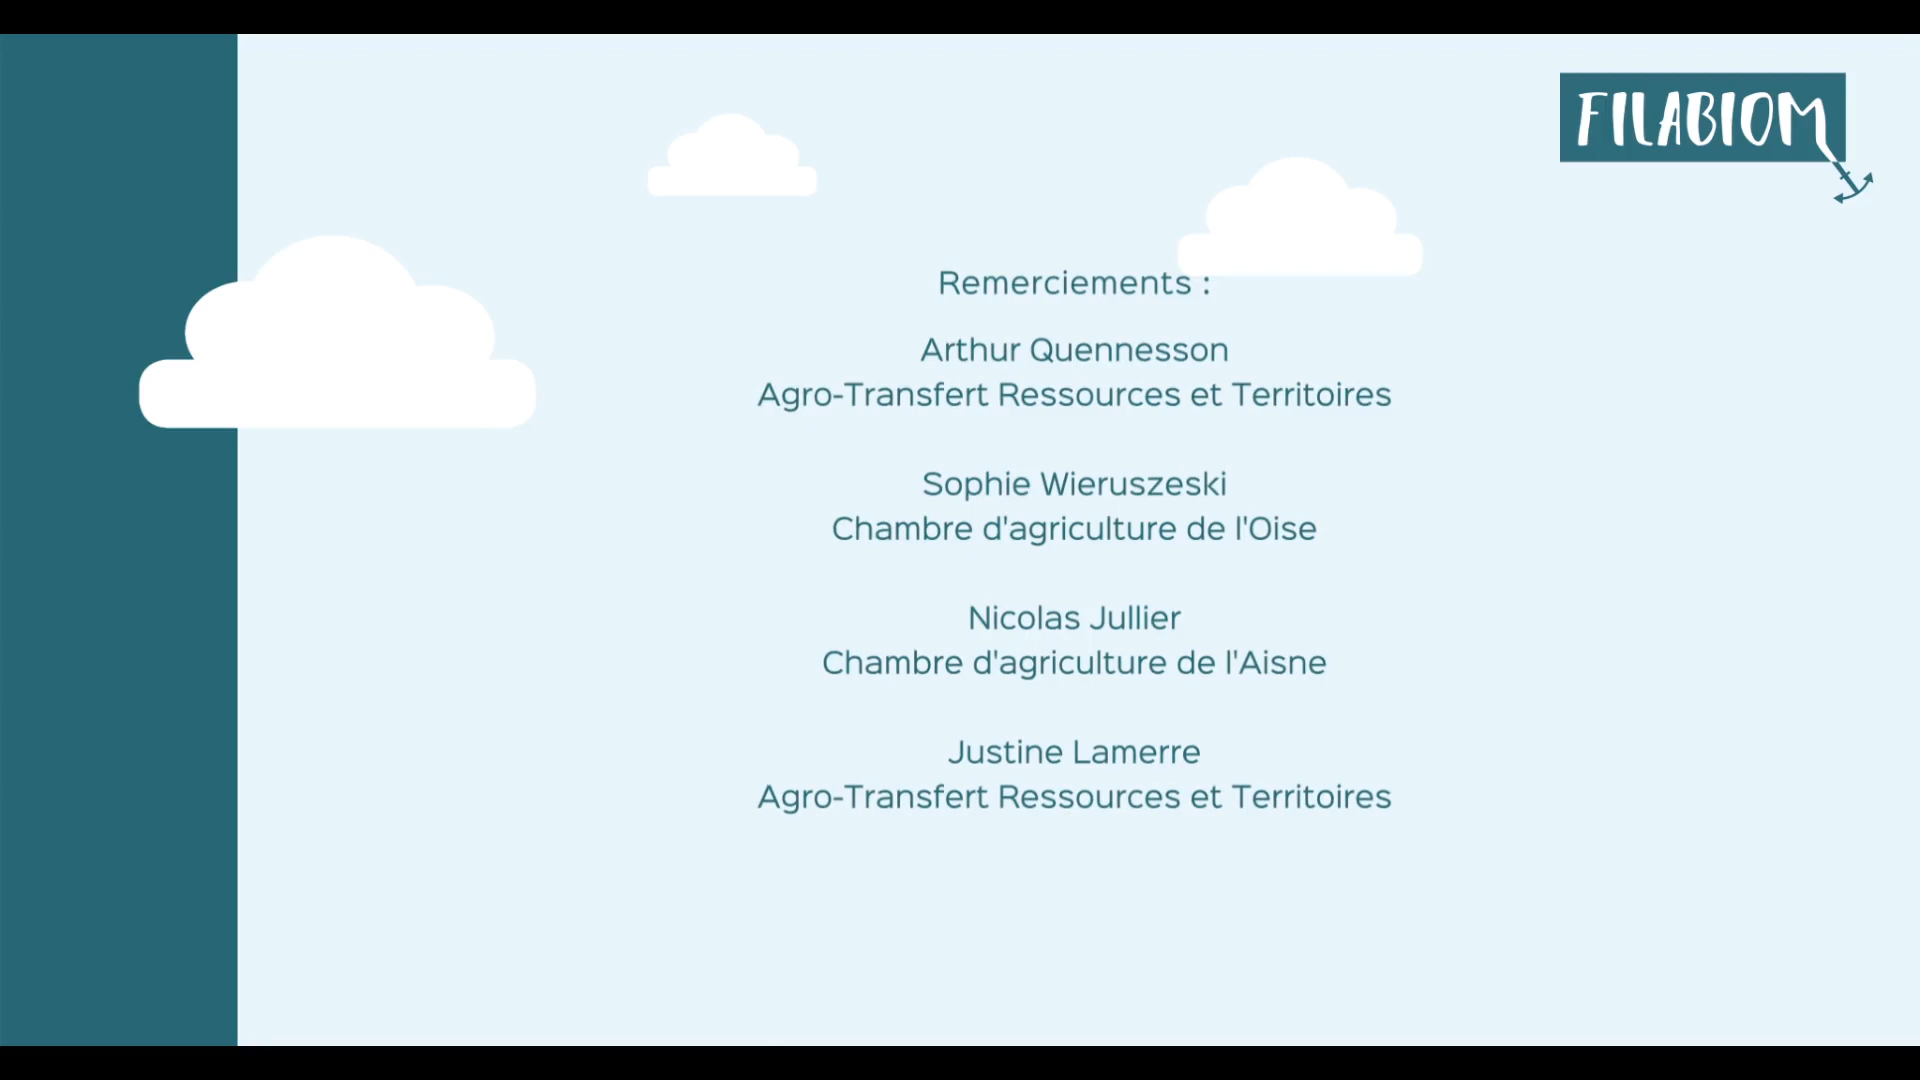 FILABIOM
Remerciements :
Arthur Quennesson
Agro-Transfert Ressources et Territoires
Sophie Wieruszeski
Chambre d'agriculture de l'Oise
Nicolas Jullier
Chambre d'agriculture de l'Aisne
Justine Lamerre
Agro-Transfert Ressources et Territoires